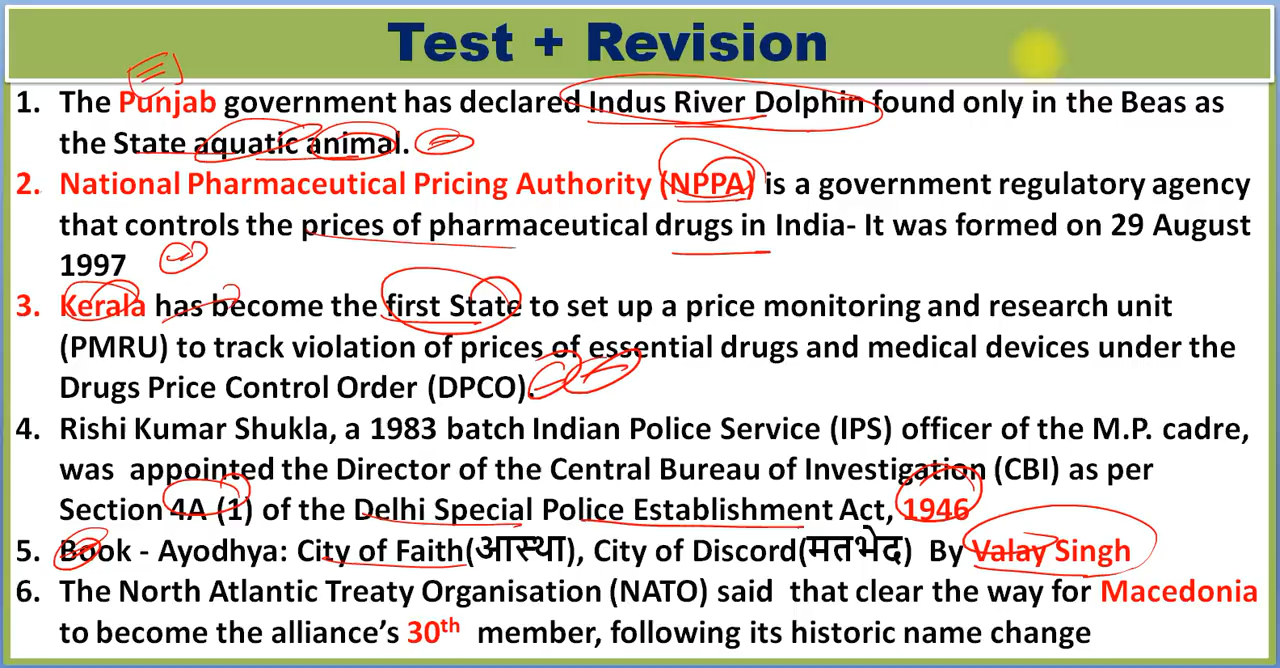 Test + Revision
1. The Punjab government has declared Indus River Dolphin found only in the Beas as
the State aquatic animal.
2. National Pharmaceutical Pricing Authority (NPPA) is a government regulatory agency
that controls the prices of pharmaceutical drugs in India- It was formed on 29 August
1997
3. Kerala has become the first State to set up a price monitoring and research unit
(PMRU) to track violation of prices of essential drugs and medical devices under the
Drugs Price Control Order (DPCO).
4. Rishi Kumar Shukla, a 1983 batch Indian Police Service (IPS) officer of the M.P. cadre,
was appointed the Director of the Central Bureau of Investigation (CBI) as per
Section 4A (1) of the Delhi Special Police Establishment Act, 1946
5. Book - Ayodhya: City of Faith(आस्था), City of Discord(मतभेद) By Valay Singh
6. The North Atlantic Treaty Organisation (NATO) said that clear the way for Macedonia
to become the alliance's 30th member, following its historic name change